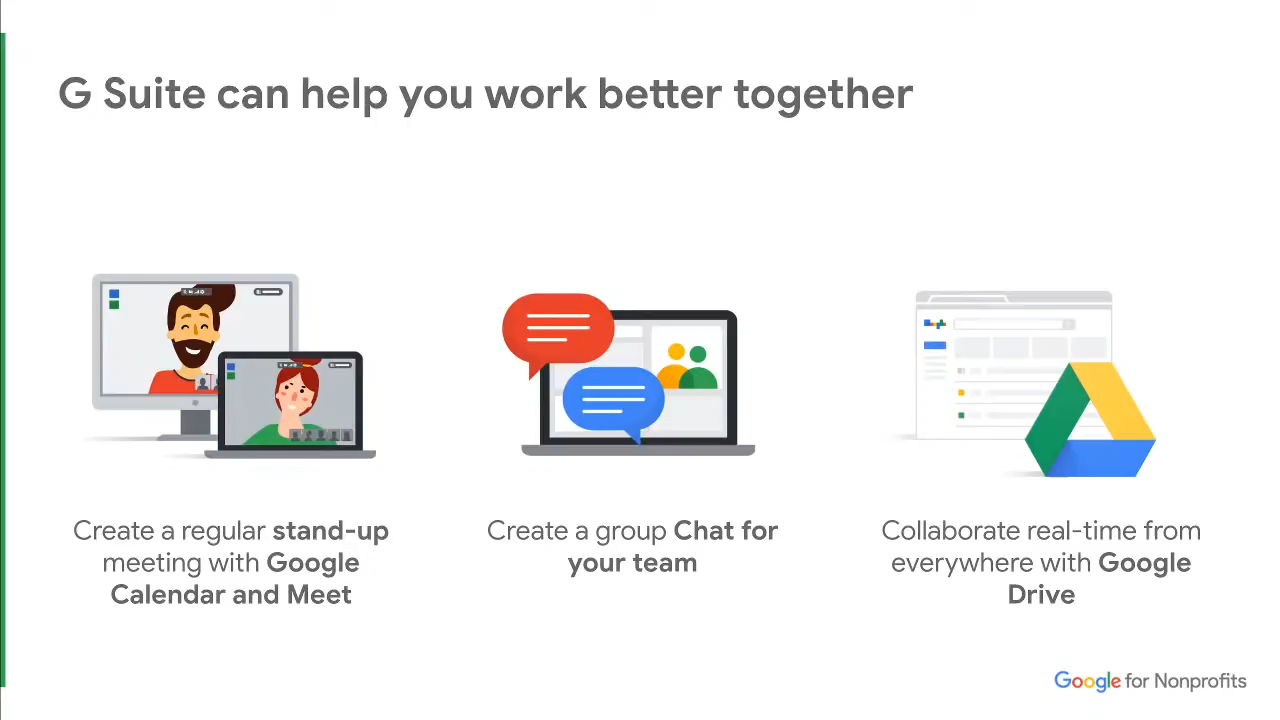 G Suite can help you work better together
Create a regular stand-up
meeting with Google
Calendar and Meet
Create a group Chat for
your team
Collaborate real-time from
everywhere with Google
Drive
Google for Nonprofits